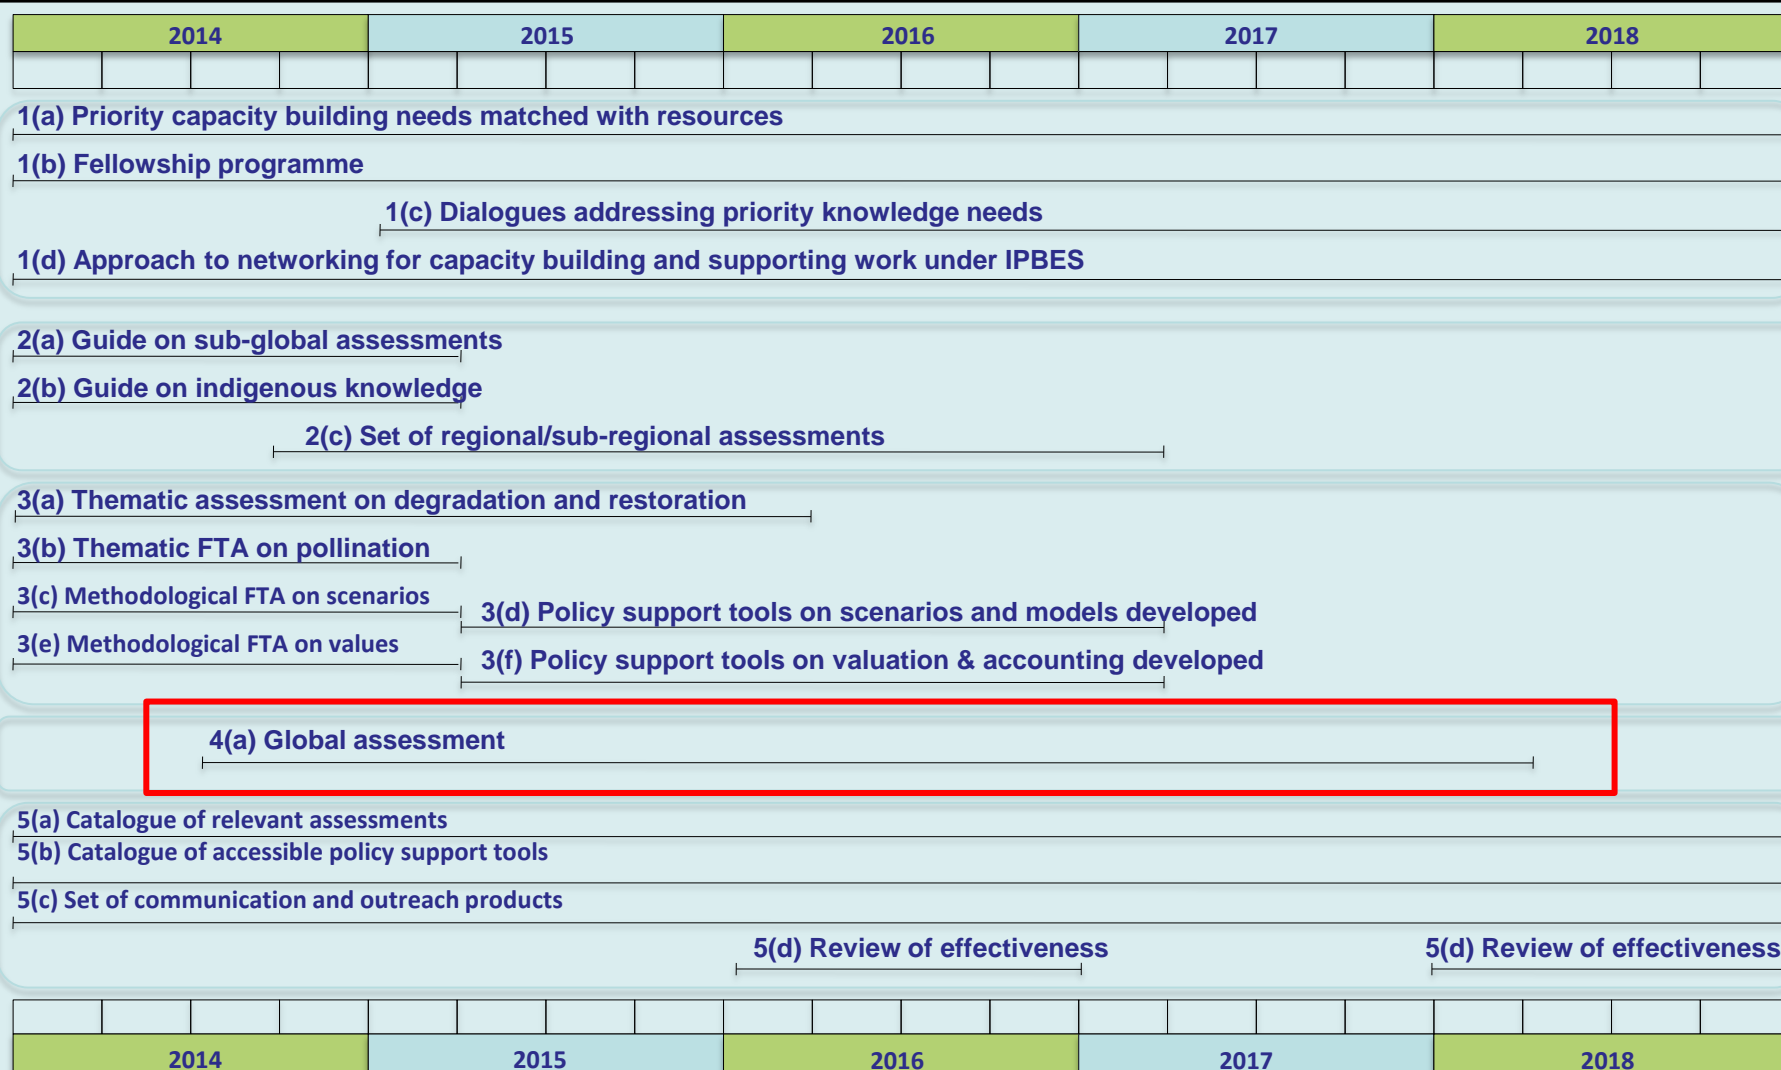 2014 2015 2016 2017 2018
1(a) Priority capacity building needs matched with resources
1(b) Fellowship programme
1(c) Dialogues addressing priority knowledge needs
1(d) Approach to networking for capacity building and supporting work under IPBES
2(a) Guide on sub-global assessments
2(b) Guide on indigenous knowledge
2(c) Set of regional/sub-regional assessments
3(a) Thematic assessment on degradation and restoration
3(b) Thematic FTA on pollination
3(c) Methodological FTA on scenarios
3(d) Policy support tools on scenarios and models developed
3(e) Methodological FTA on values
3(f) Policy support tools on valuation & accounting developed
4(a) Global assessment
5(a) Catalogue of relevant assessments
5(b) Catalogue of accessible policy support tools
5(c) Set of communication and outreach products
5(d) Review of effectiveness 5(d) Review of effectiveness
2014 2015 2016 2017 2018